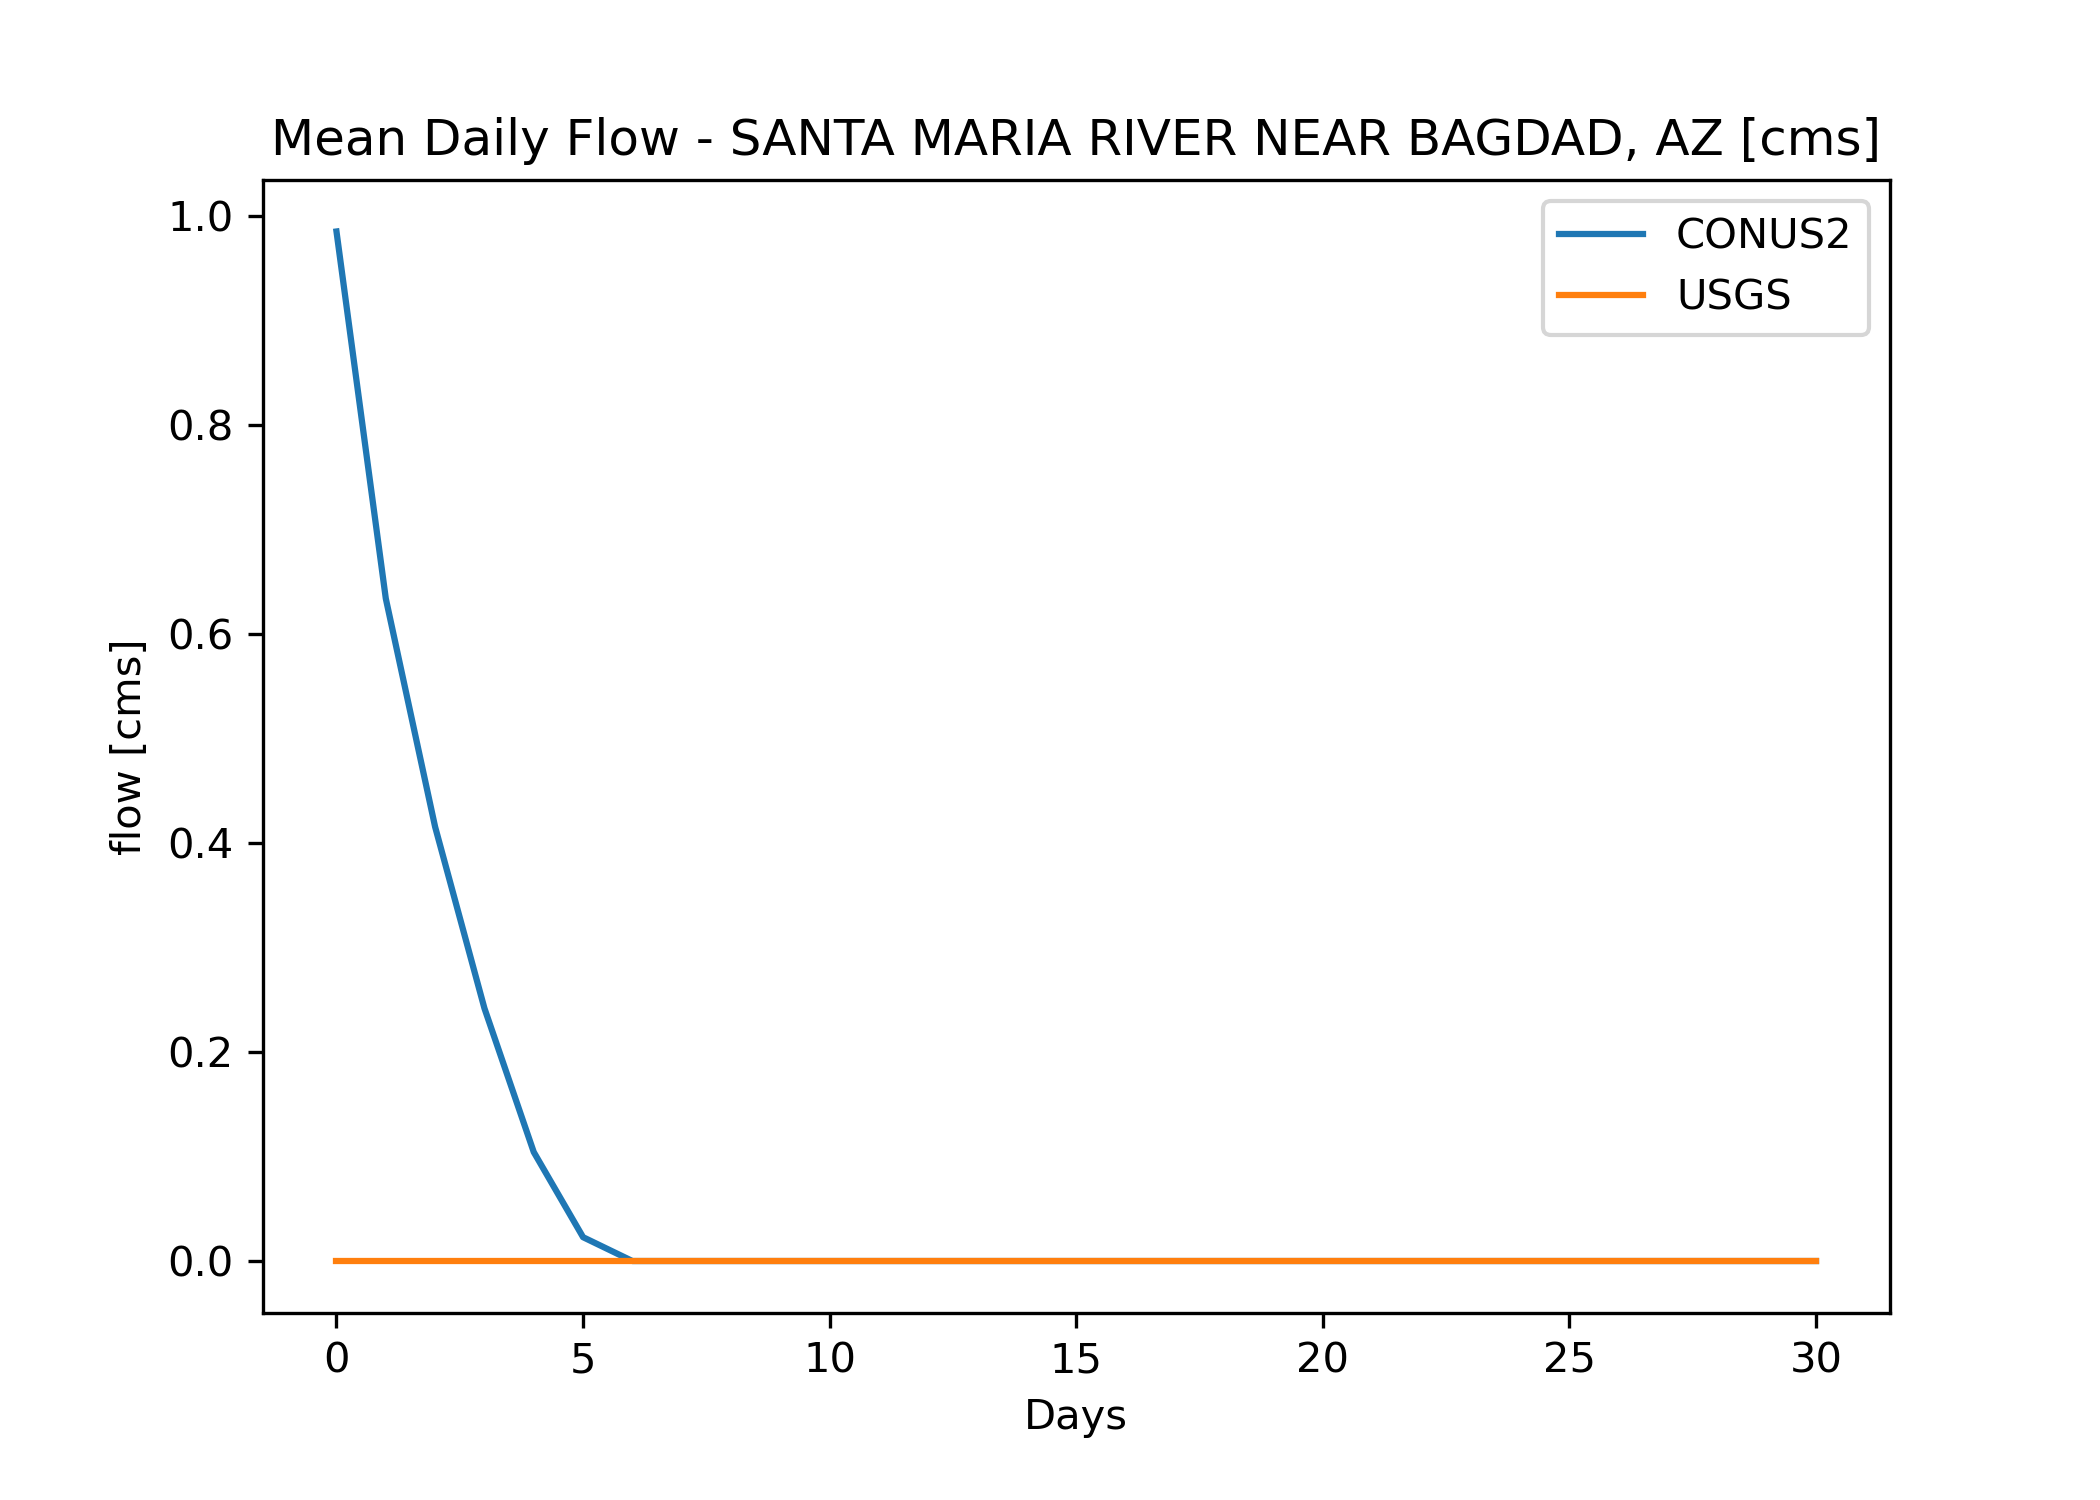 Mean Daily Flow - SANTA MARIA RIVER NEAR BAGDAD, AZ [cms]
CONUS2
USGS
1.0
0.8
0.6
0.4
0.2
0.0
flow [cms]
0 5 10 15 20 25 30
Days